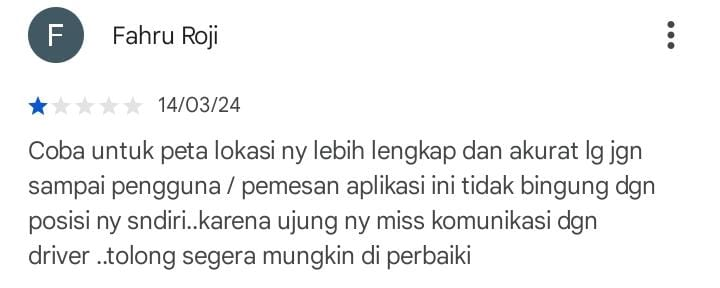 F
Fahru Roji
14/03/24
Coba untuk peta lokasi ny lebih lengkap dan akurat lg jgn
sampai pengguna / pemesan aplikasi ini tidak bingung dgn
posisi ny sndiri..karena ujung ny miss komunikasi dgn
driver ..tolong segera mungkin di perbaiki